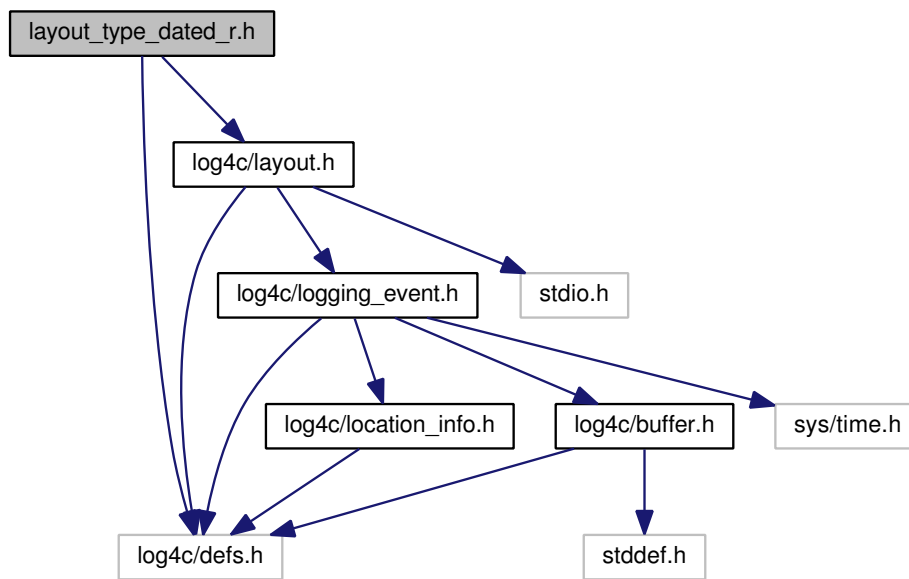 layout_type_dated_r.h
log4c/layout.h
log4c/logging_event.h
stdio.h
log4c/location_info.h
log4c/buffer.h
sys/time.h
log4c/defs.h
stddef.h